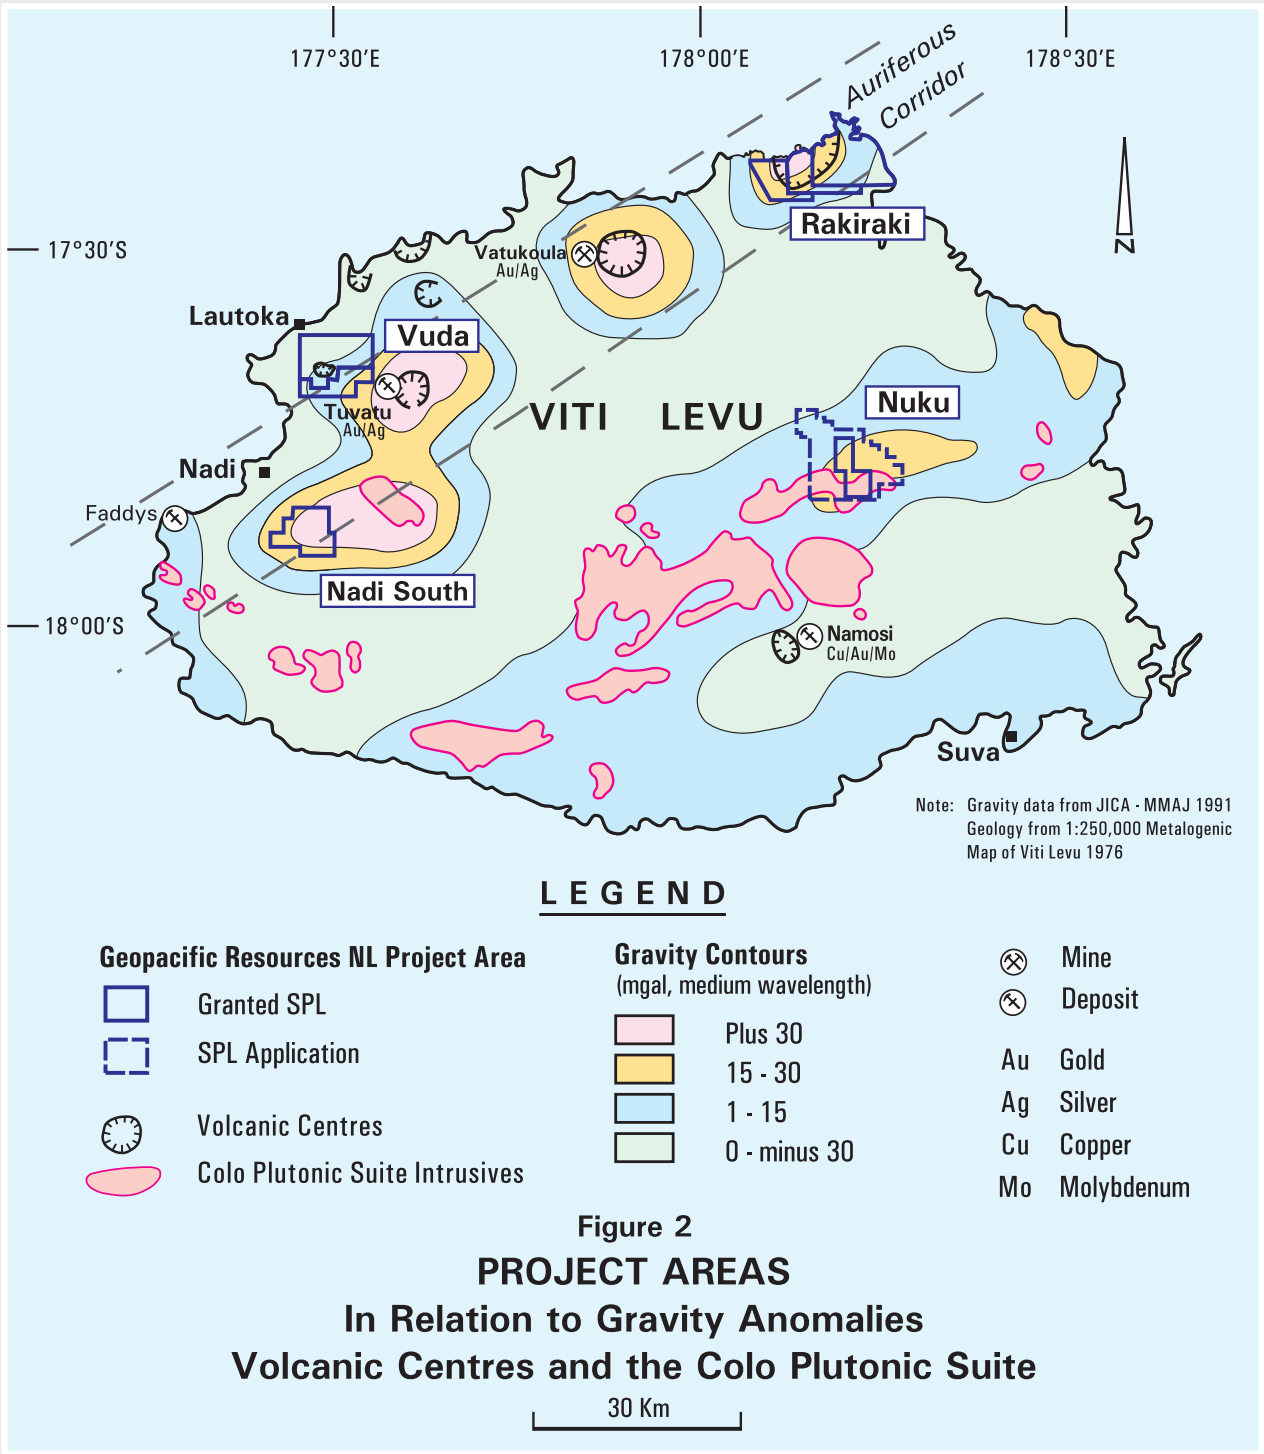 177°30'E
178°00'E
178°30'E
Auriferous
Corridor
Rakiraki
17°30'S
Vatukoula
Au/Ag
Lautoka
Vuda
Tuvatu
Au/Ag
VITI LEVU
Nuku
Nadi
Faddys
Nadi South
18°00'S
Namosi
Cu/Au/Mo
Suva
N
Note: Gravity data from JICA - MMAJ 1991
Geology from 1:250,000 Metalogenic
Map of Viti Levu 1976
LEGEND
Geopacific Resources NL Project Area
Granted SPL
SPL Application
Volcanic Centres
Colo Plutonic Suite Intrusives
Gravity Contours
(mgal, medium wavelength)
Plus 30
15 - 30
1 - 15
0 - minus 30
Mine
Deposit
Au Gold
Ag Silver
Cu Copper
Mo Molybdenum
Figure 2
PROJECT AREAS
In Relation to Gravity Anomalies
Volcanic Centres and the Colo Plutonic Suite
30 Km